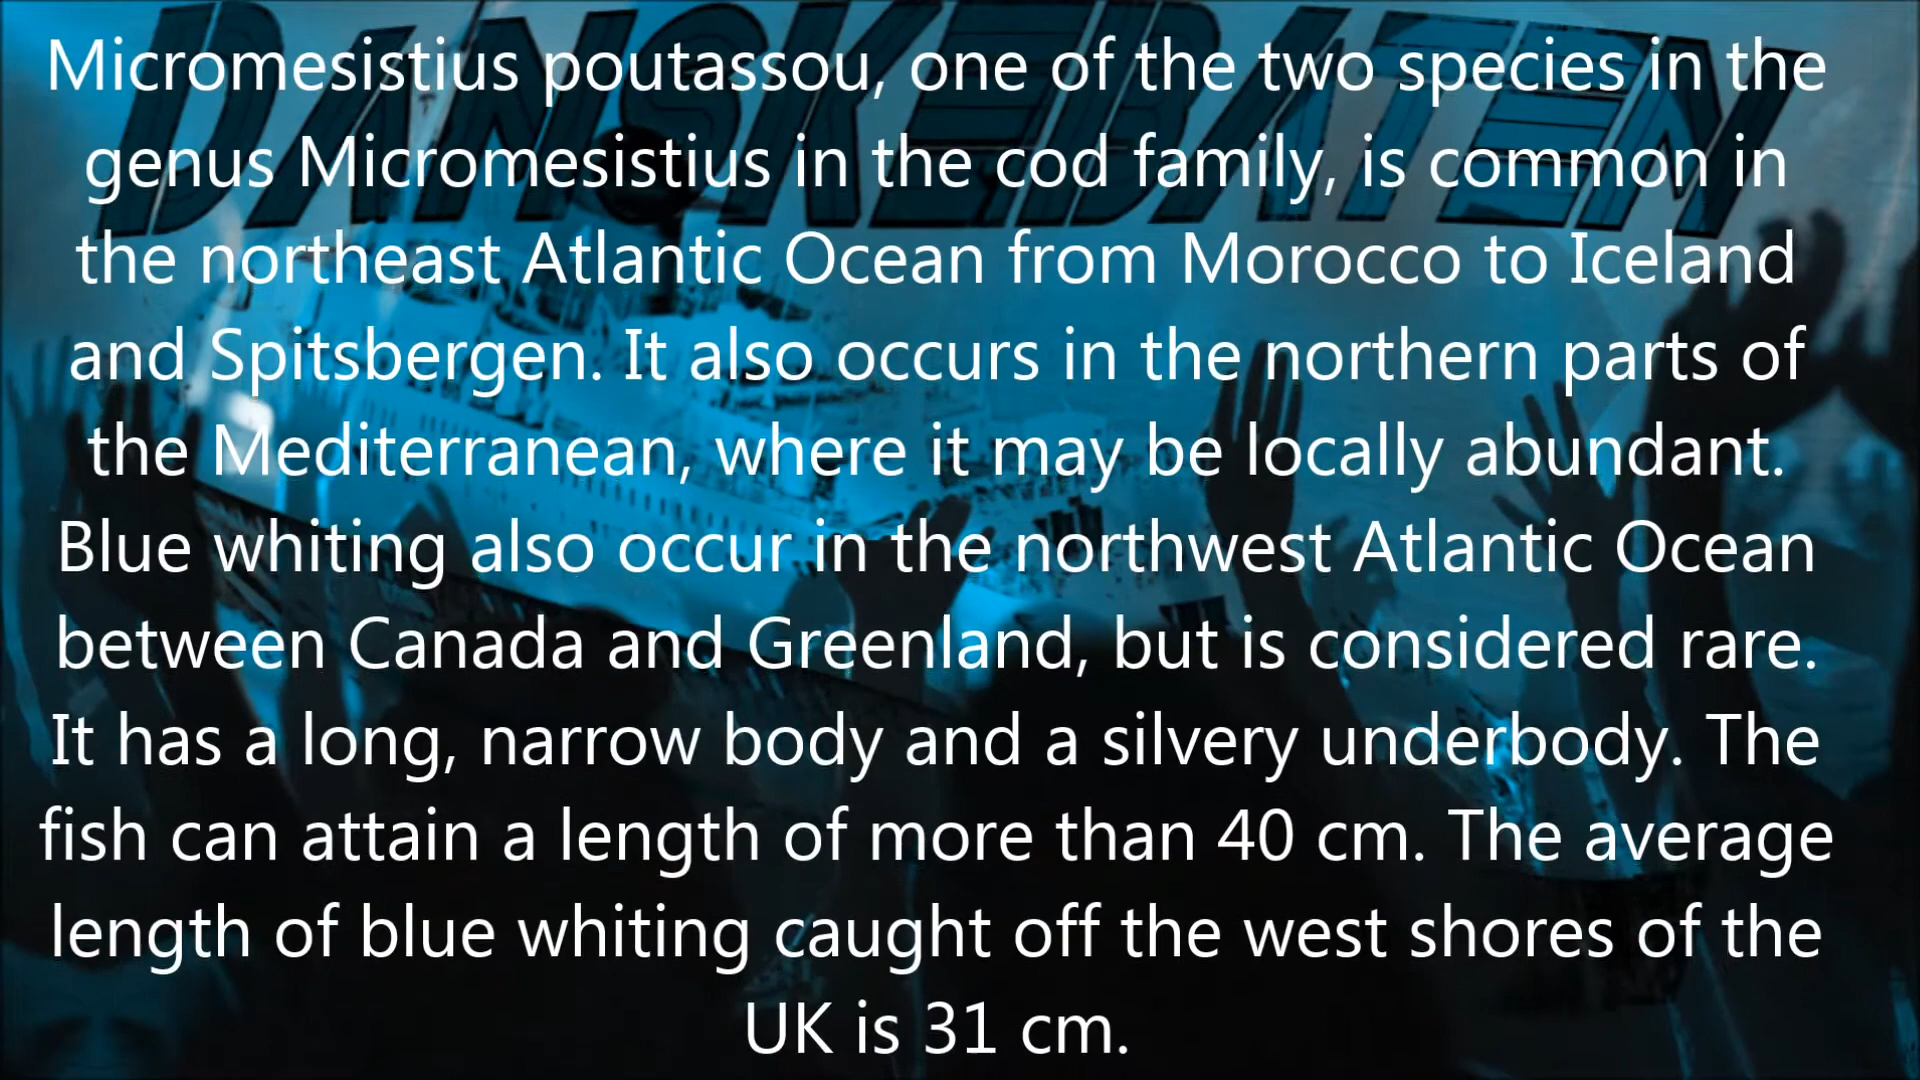 DANSKEBATEN
Micromesistius poutassou, one of the two species in the
genus Micromesistius in the cod family, is common in
the northeast Atlantic Ocean from Morocco to Iceland
and Spitsbergen. It also occurs in the northern parts of
the Mediterranean, where it may be locally abundant.
Blue whiting also occur in the northwest Atlantic Ocean
between Canada and Greenland, but is considered rare.
It has a long, narrow body and a silvery underbody. The
fish can attain a length of more than 40 cm. The average
length of blue whiting caught off the west shores of the
UK is 31 cm.